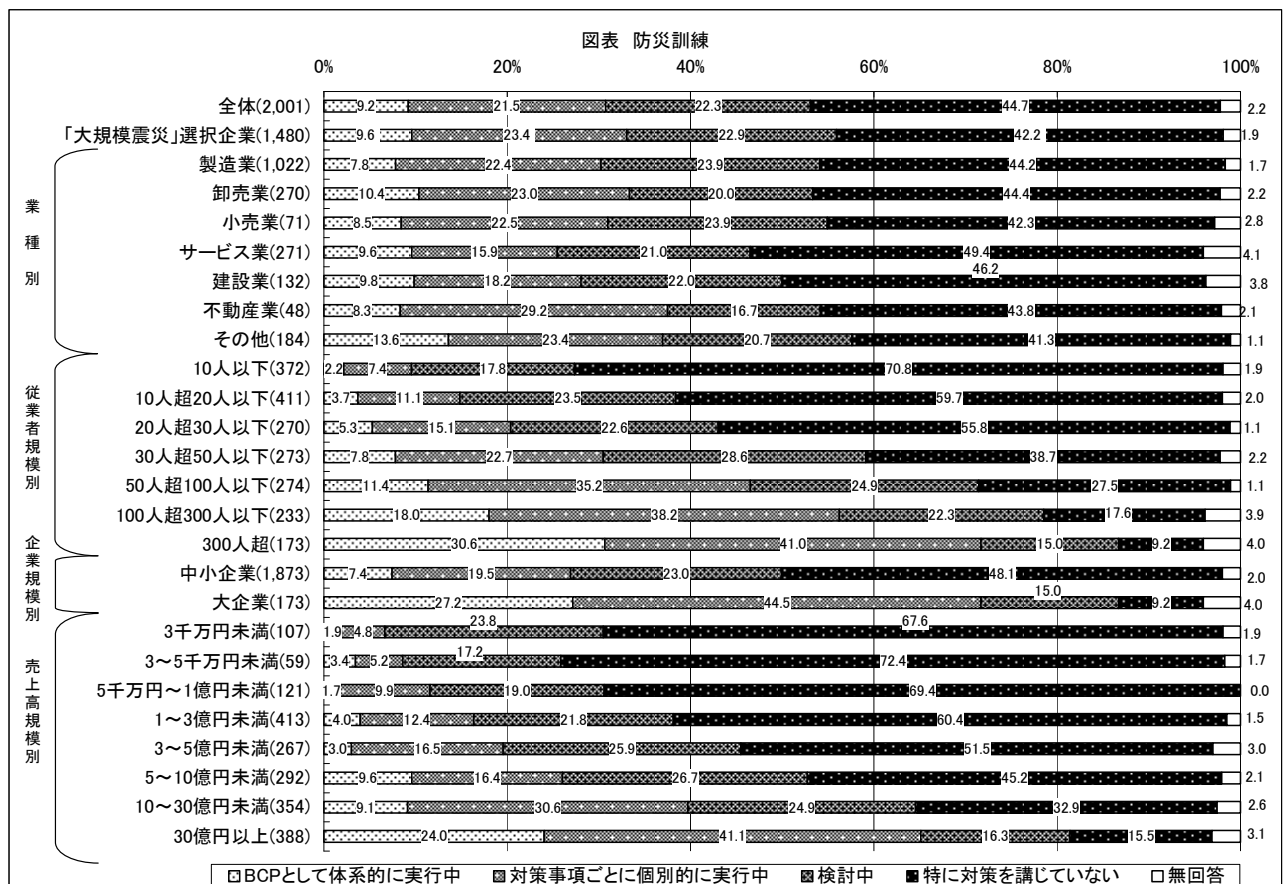 図表 防災訓練
0% 20% 40% 60% 80% 100%
全体(2,001) 9.2 21.5 22.3 44.7 2.2
「大規模震災」選択企業(1,480) 9.6 23.4 22.9 42.2 1.9
業種別
製造業(1,022) 7.8 22.4 23.9 44.2 1.7
卸売業(270) 10.4 23.0 20.0 44.4 2.2
小売業(71) 8.5 22.5 23.9 42.3 2.8
サービス業(271) 9.6 15.9 21.0 49.4 4.1
建設業(132) 9.8 18.2 22.0 46.2 3.8
不動産業(48) 8.3 29.2 16.7 43.8 2.1
その他(184) 13.6 23.4 20.7 41.3 1.1
従業者規模別
10人以下(372) 2.2 7.4 17.8 70.8 1.9
10人超20人以下(411) 3.7 11.1 23.5 59.7 2.0
20人超30人以下(270) 5.3 15.1 22.6 55.8 1.1
30人超50人以下(273) 7.8 22.7 28.6 38.7 2.2
50人超100人以下(274) 11.4 35.2 24.9 27.5 1.1
100人超300人以下(233) 18.0 38.2 22.3 17.6 3.9
300人超(173) 30.6 41.0 15.0 9.2 4.0
企業規模別
中小企業(1,873) 7.4 19.5 23.0 48.1 2.0
大企業(173) 27.2 44.5 15.0 9.2 4.0
売上高規模別
3千万円未満(107) 1.9 4.8 23.8 67.6 1.9
3～5千万円未満(59) 3.4 5.2 17.2 72.4 1.7
5千万円～1億円未満(121) 1.7 9.9 19.0 69.4 0.0
1～3億円未満(413) 4.0 12.4 21.8 60.4 1.5
3～5億円未満(267) 3.0 16.5 25.9 51.5 3.0
5～10億円未満(292) 9.6 16.4 26.7 45.2 2.1
10～30億円未満(354) 9.1 30.6 24.9 32.9 2.6
30億円以上(388) 24.0 41.1 16.3 15.5 3.1
BCPとして体系的に実行中 対策事項ごとに個別的に実行中 検討中 特に対策を講じていない 無回答